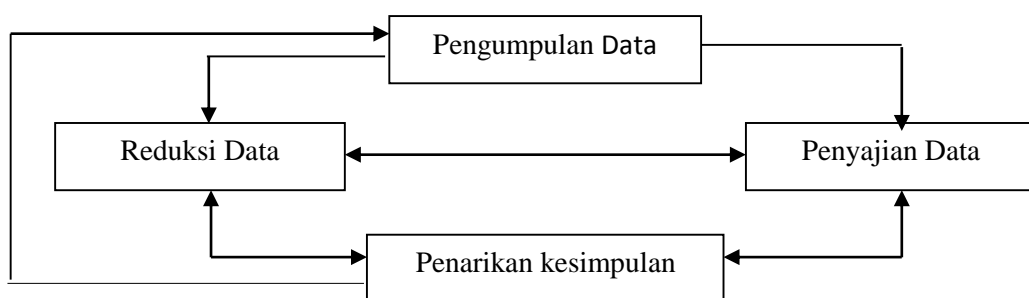 Pengumpulan Data
Reduksi Data
Penyajian Data
Penarikan kesimpulan